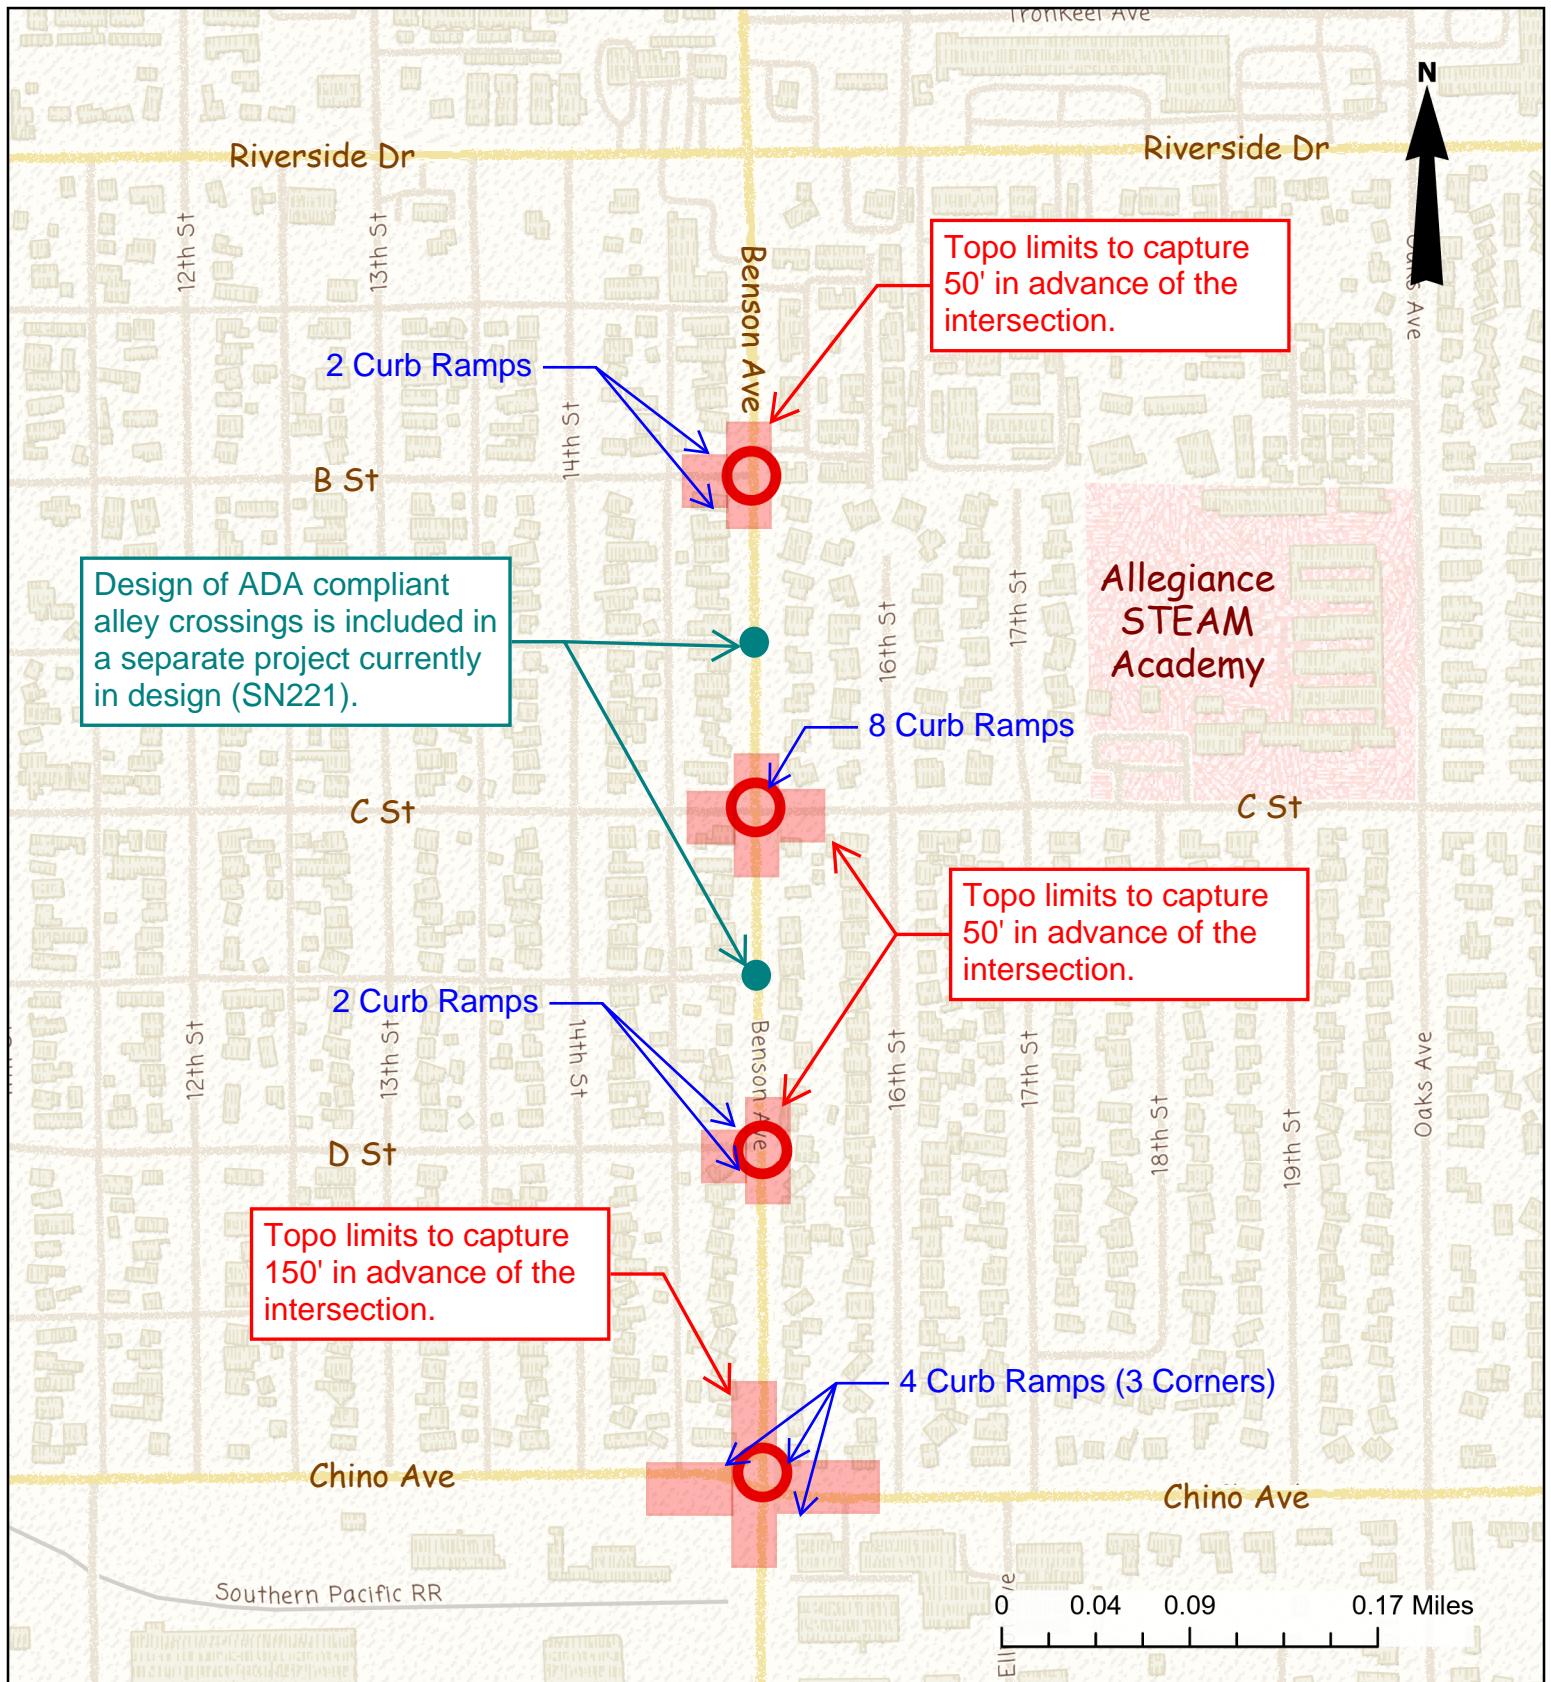 Ironkeel Ave
N
Riverside Dr
Riverside Dr
12th St
13th St
Benson Ave
Oaks Ave
Topo limits to capture
50' in advance of the
intersection.
2 Curb Ramps
14th St
B St
Design of ADA compliant
alley crossings is included in
a separate project currently
in design (SN221).
16th St
17th St
Allegiance
STEAM
Academy
8 Curb Ramps
C St
C St
Topo limits to capture
50' in advance of the
intersection.
2 Curb Ramps
12th St
13th St
14th St
Benson Ave
16th St
17th St
18th St
19th St
Oaks Ave
D St
Topo limits to capture
150' in advance of the
intersection.
4 Curb Ramps (3 Corners)
Chino Ave
Chino Ave
Southern Pacific RR
0 0.04 0.09 0.17 Miles